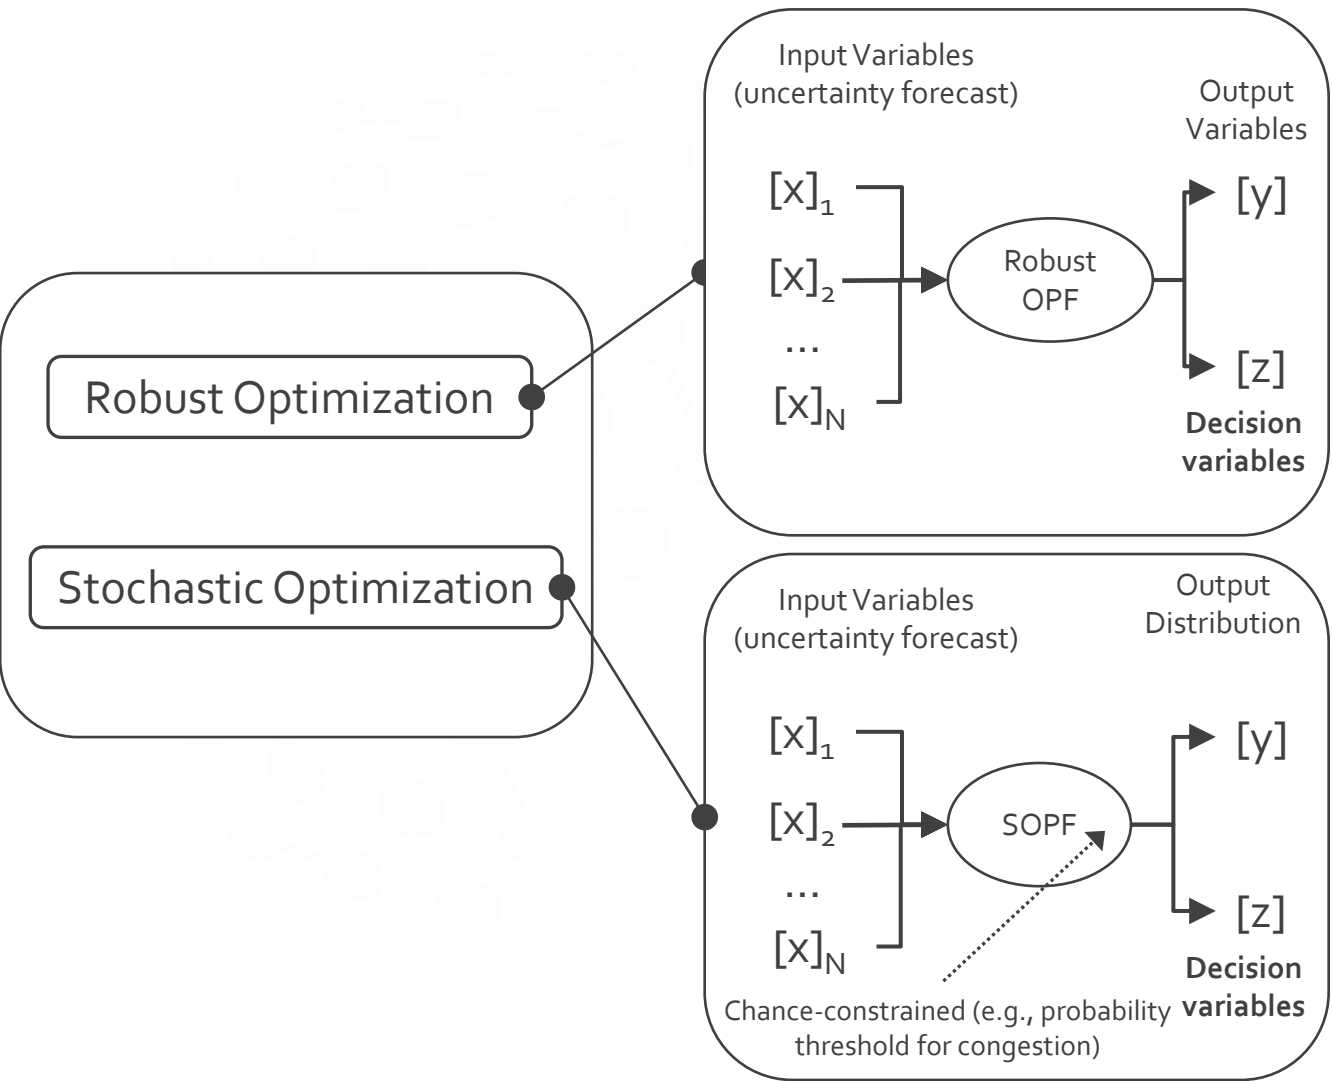 Robust Optimization
Stochastic Optimization
Input Variables
(uncertainty forecast)
Output
Variables
[x]₁
[x]₂
...
[x]N
Robust
OPF
[y]
[z]
Decision
variables
Input Variables
(uncertainty forecast)
Output
Distribution
[x]₁
[x]₂
...
[x]N
SOPF
[y]
[z]
Decision
variables
Chance-constrained (e.g., probability
threshold for congestion)